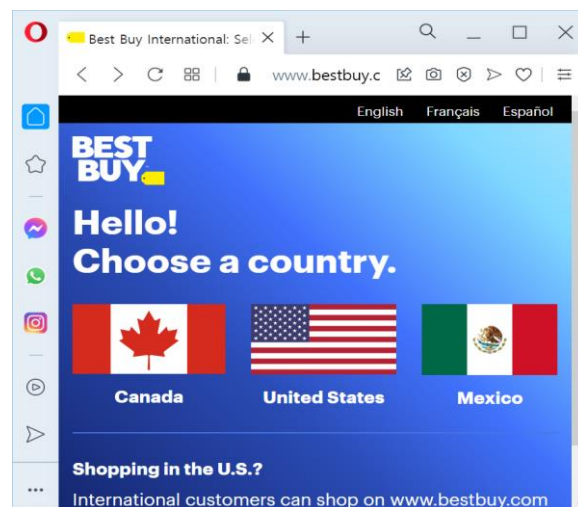 Best Buy International: Sel
www.bestbuy.c
English Français Español
BEST
BUY
Hello!
Choose a country.
Canada United States Mexico
Shopping in the U.S.?
International customers can shop on www.bestbuy.com